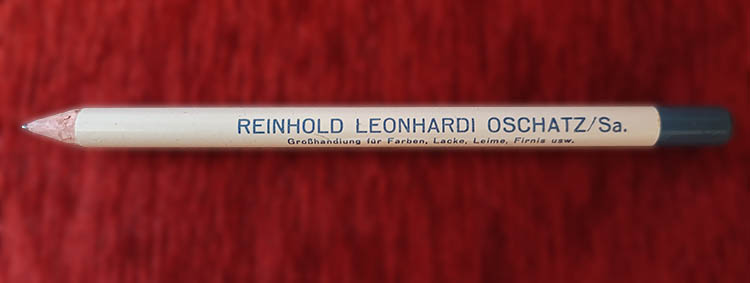 REINHOLD LEONHARDI OSCHATZ/Sa.
Großhandlung für Farben, Lacke, Leime, Firnis usw.